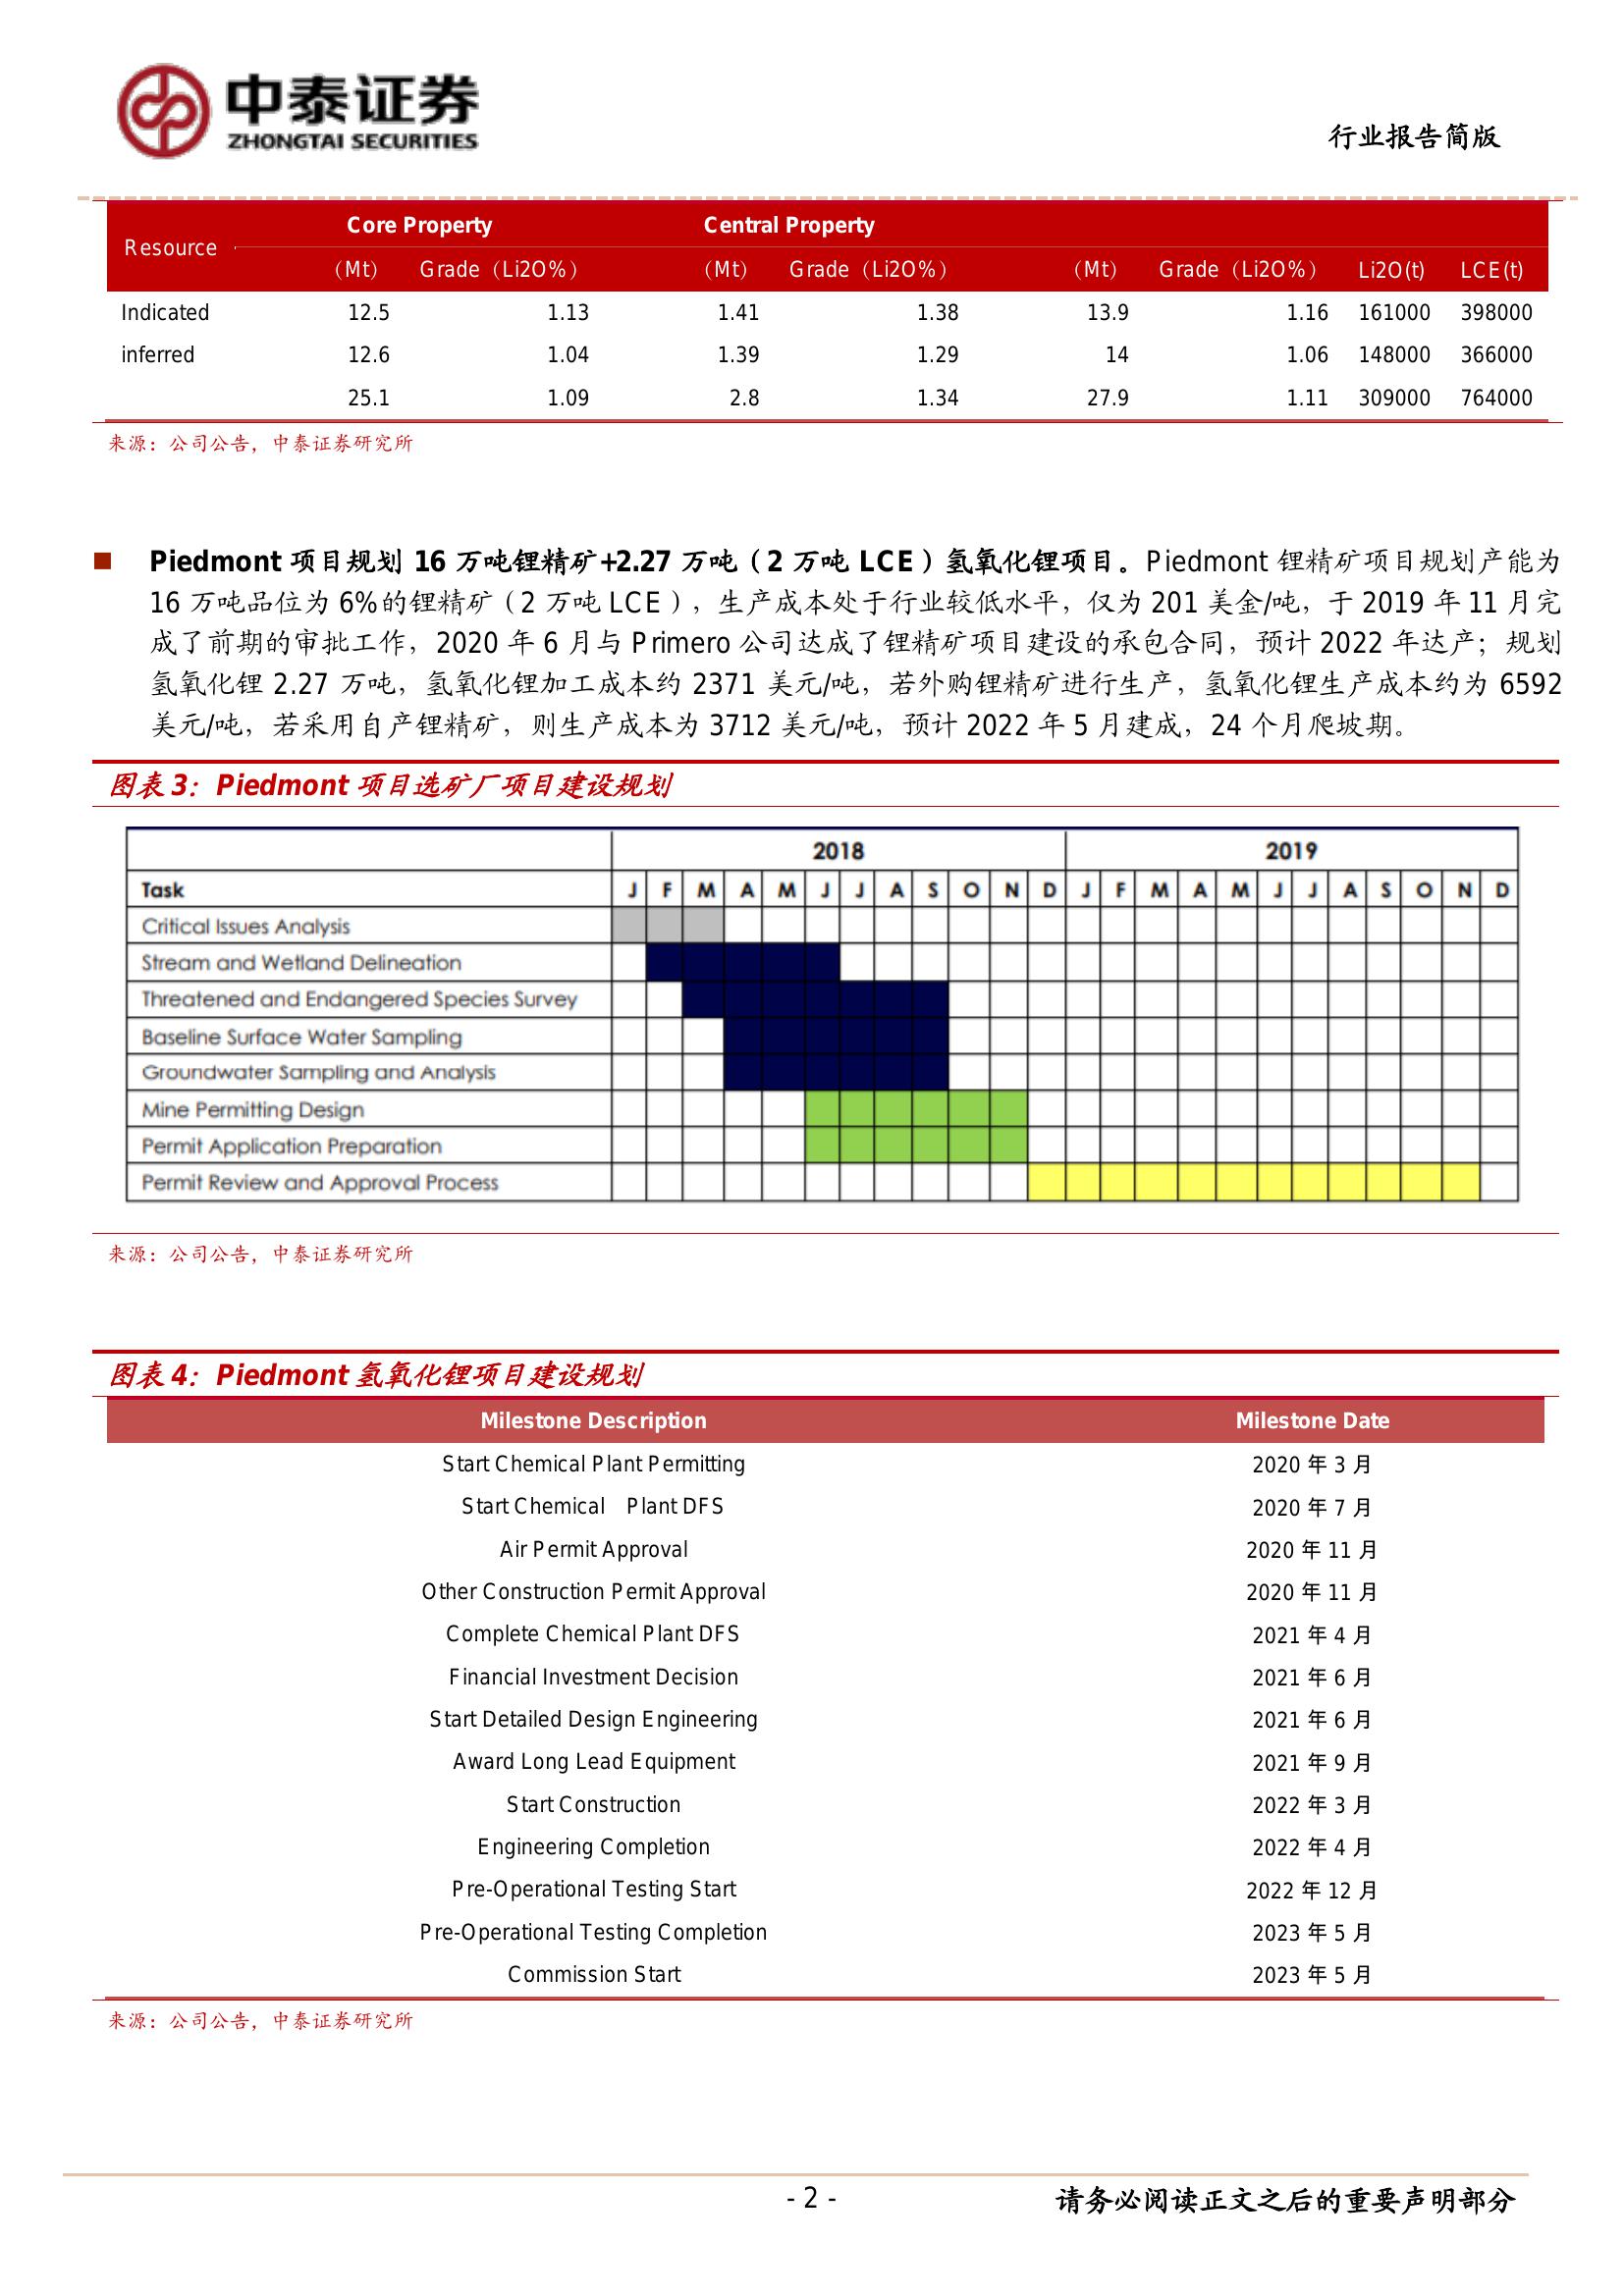 中泰证券
ZHONGTAI SECURITIES
行业报告简版
Core Property Central Property
Resource
（Mt） Grade（Li2O%） （Mt） Grade（Li2O%） （Mt） Grade（Li2O%） Li2O(t) LCE(t)
Indicated 12.5 1.13 1.41 1.38 13.9 1.16 161000 398000
inferred 12.6 1.04 1.39 1.29 14 1.06 148000 366000
25.1 1.09 2.8 1.34 27.9 1.11 309000 764000
来源：公司公告，中泰证券研究所
■ Piedmont 项目规划 16 万吨锂精矿+2.27 万吨（2 万吨 LCE）氢氧化锂项目。Piedmont 锂精矿项目规划产能为
16 万吨品位为 6%的锂精矿（2 万吨 LCE），生产成本处于行业较低水平，仅为 201 美金/吨，于 2019 年 11 月完
成了前期的审批工作，2020 年 6 月与 Primero 公司达成了锂精矿项目建设的承包合同，预计 2022 年达产；规划
氢氧化锂 2.27 万吨，氢氧化锂加工成本约 2371 美元/吨，若外购锂精矿进行生产，氢氧化锂生产成本约为 6592
美元/吨，若采用自产锂精矿，则生产成本为 3712 美元/吨，预计 2022 年 5 月建成，24 个月爬坡期。
图表 3：Piedmont 项目选矿厂项目建设规划
2018 2019
Task J F M A M J J A S O N D J F M A M J J A S O N D
Critical Issues Analysis
Stream and Wetland Delineation
Threatened and Endangered Species Survey
Baseline Surface Water Sampling
Groundwater Sampling and Analysis
Mine Permitting Design
Permit Application Preparation
Permit Review and Approval Process
来源：公司公告，中泰证券研究所
图表 4：Piedmont 氢氧化锂项目建设规划
Milestone Description Milestone Date
Start Chemical Plant Permitting 2020 年 3 月
Start Chemical Plant DFS 2020 年 7 月
Air Permit Approval 2020 年 11 月
Other Construction Permit Approval 2020 年 11 月
Complete Chemical Plant DFS 2021 年 4 月
Financial Investment Decision 2021 年 6 月
Start Detailed Design Engineering 2021 年 6 月
Award Long Lead Equipment 2021 年 9 月
Start Construction 2022 年 3 月
Engineering Completion 2022 年 4 月
Pre-Operational Testing Start 2022 年 12 月
Pre-Operational Testing Completion 2023 年 5 月
Commission Start 2023 年 5 月
来源：公司公告，中泰证券研究所
- 2 - 请务必阅读正文之后的重要声明部分